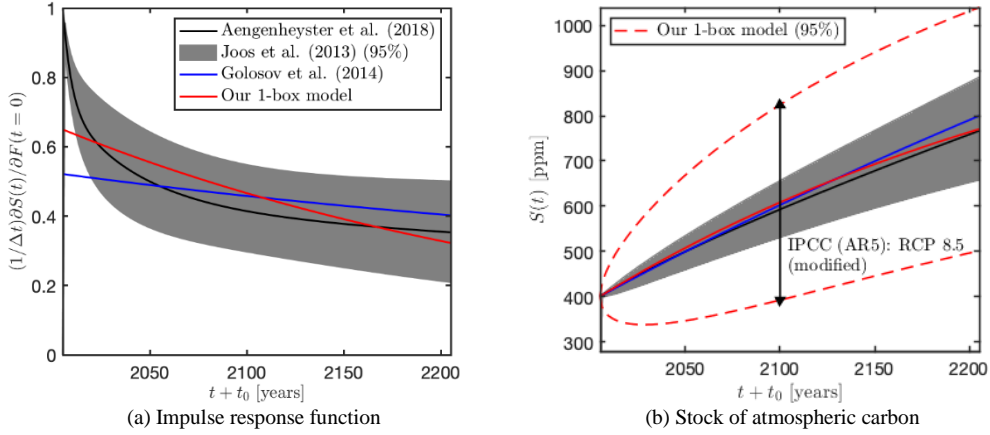 Aengenheyster et al. (2018)
Joos et al. (2013) (95%)
Golosov et al. (2014)
Our 1-box model
(1/Δt)∂S(t)/∂F(t = 0)
1
0.8
0.6
0.4
0.2
0
2050
2100
2150
2200
t + t₀ [years]
(a) Impulse response function
Our 1-box model (95%)
IPCC (AR5): RCP 8.5
(modified)
S(t) [ppm]
1000
900
800
700
600
500
400
300
2050
2100
2150
2200
t + t₀ [years]
(b) Stock of atmospheric carbon